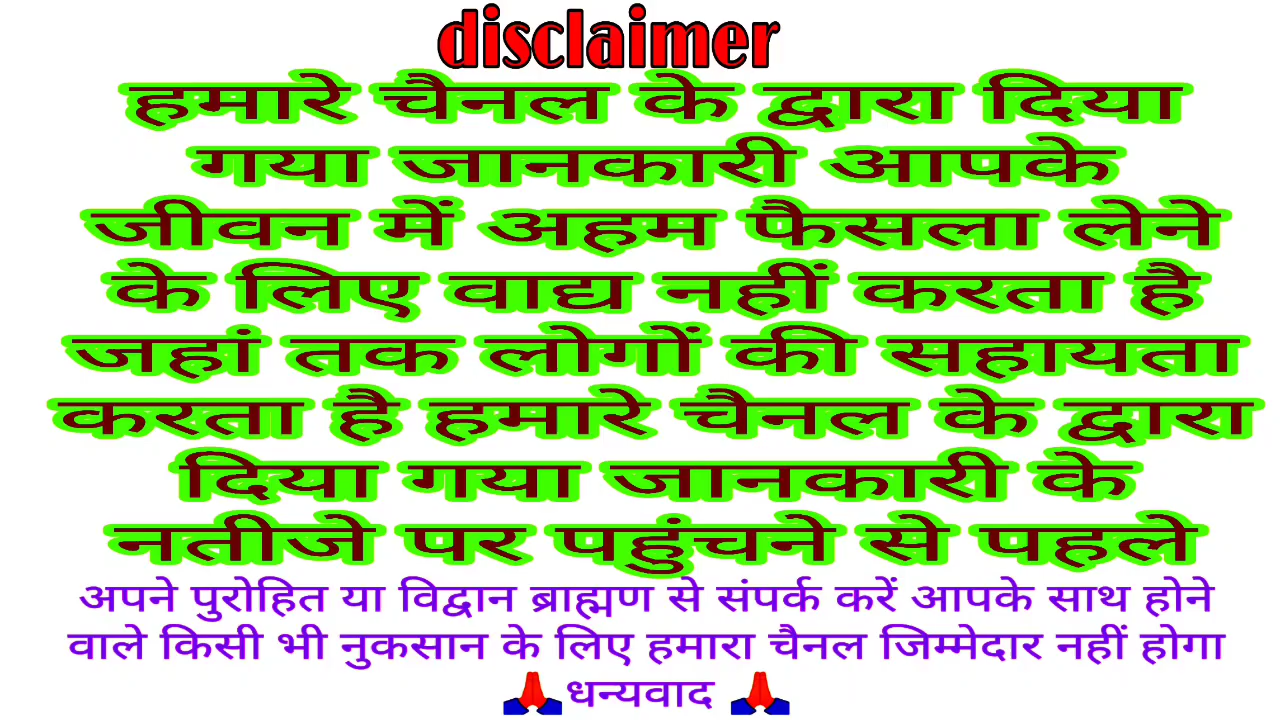 disclaimer
हमारे चैनल के द्वारा दिया
गया जानकारी आपके
जीवन में अहम फैसला लेने
के लिए वाद्य नहीं करता है
जहां तक लोगों की सहायता
करता है हमारे चैनल के द्वारा
दिया गया जानकारी के
नतीजे पर पहुंचने से पहले
अपने पुरोहित या विद्वान ब्राह्मण से संपर्क करें आपके साथ होने
वाले किसी भी नुकसान के लिए हमारा चैनल जिम्मेदार नहीं होगा
🙏धन्यवाद 🙏